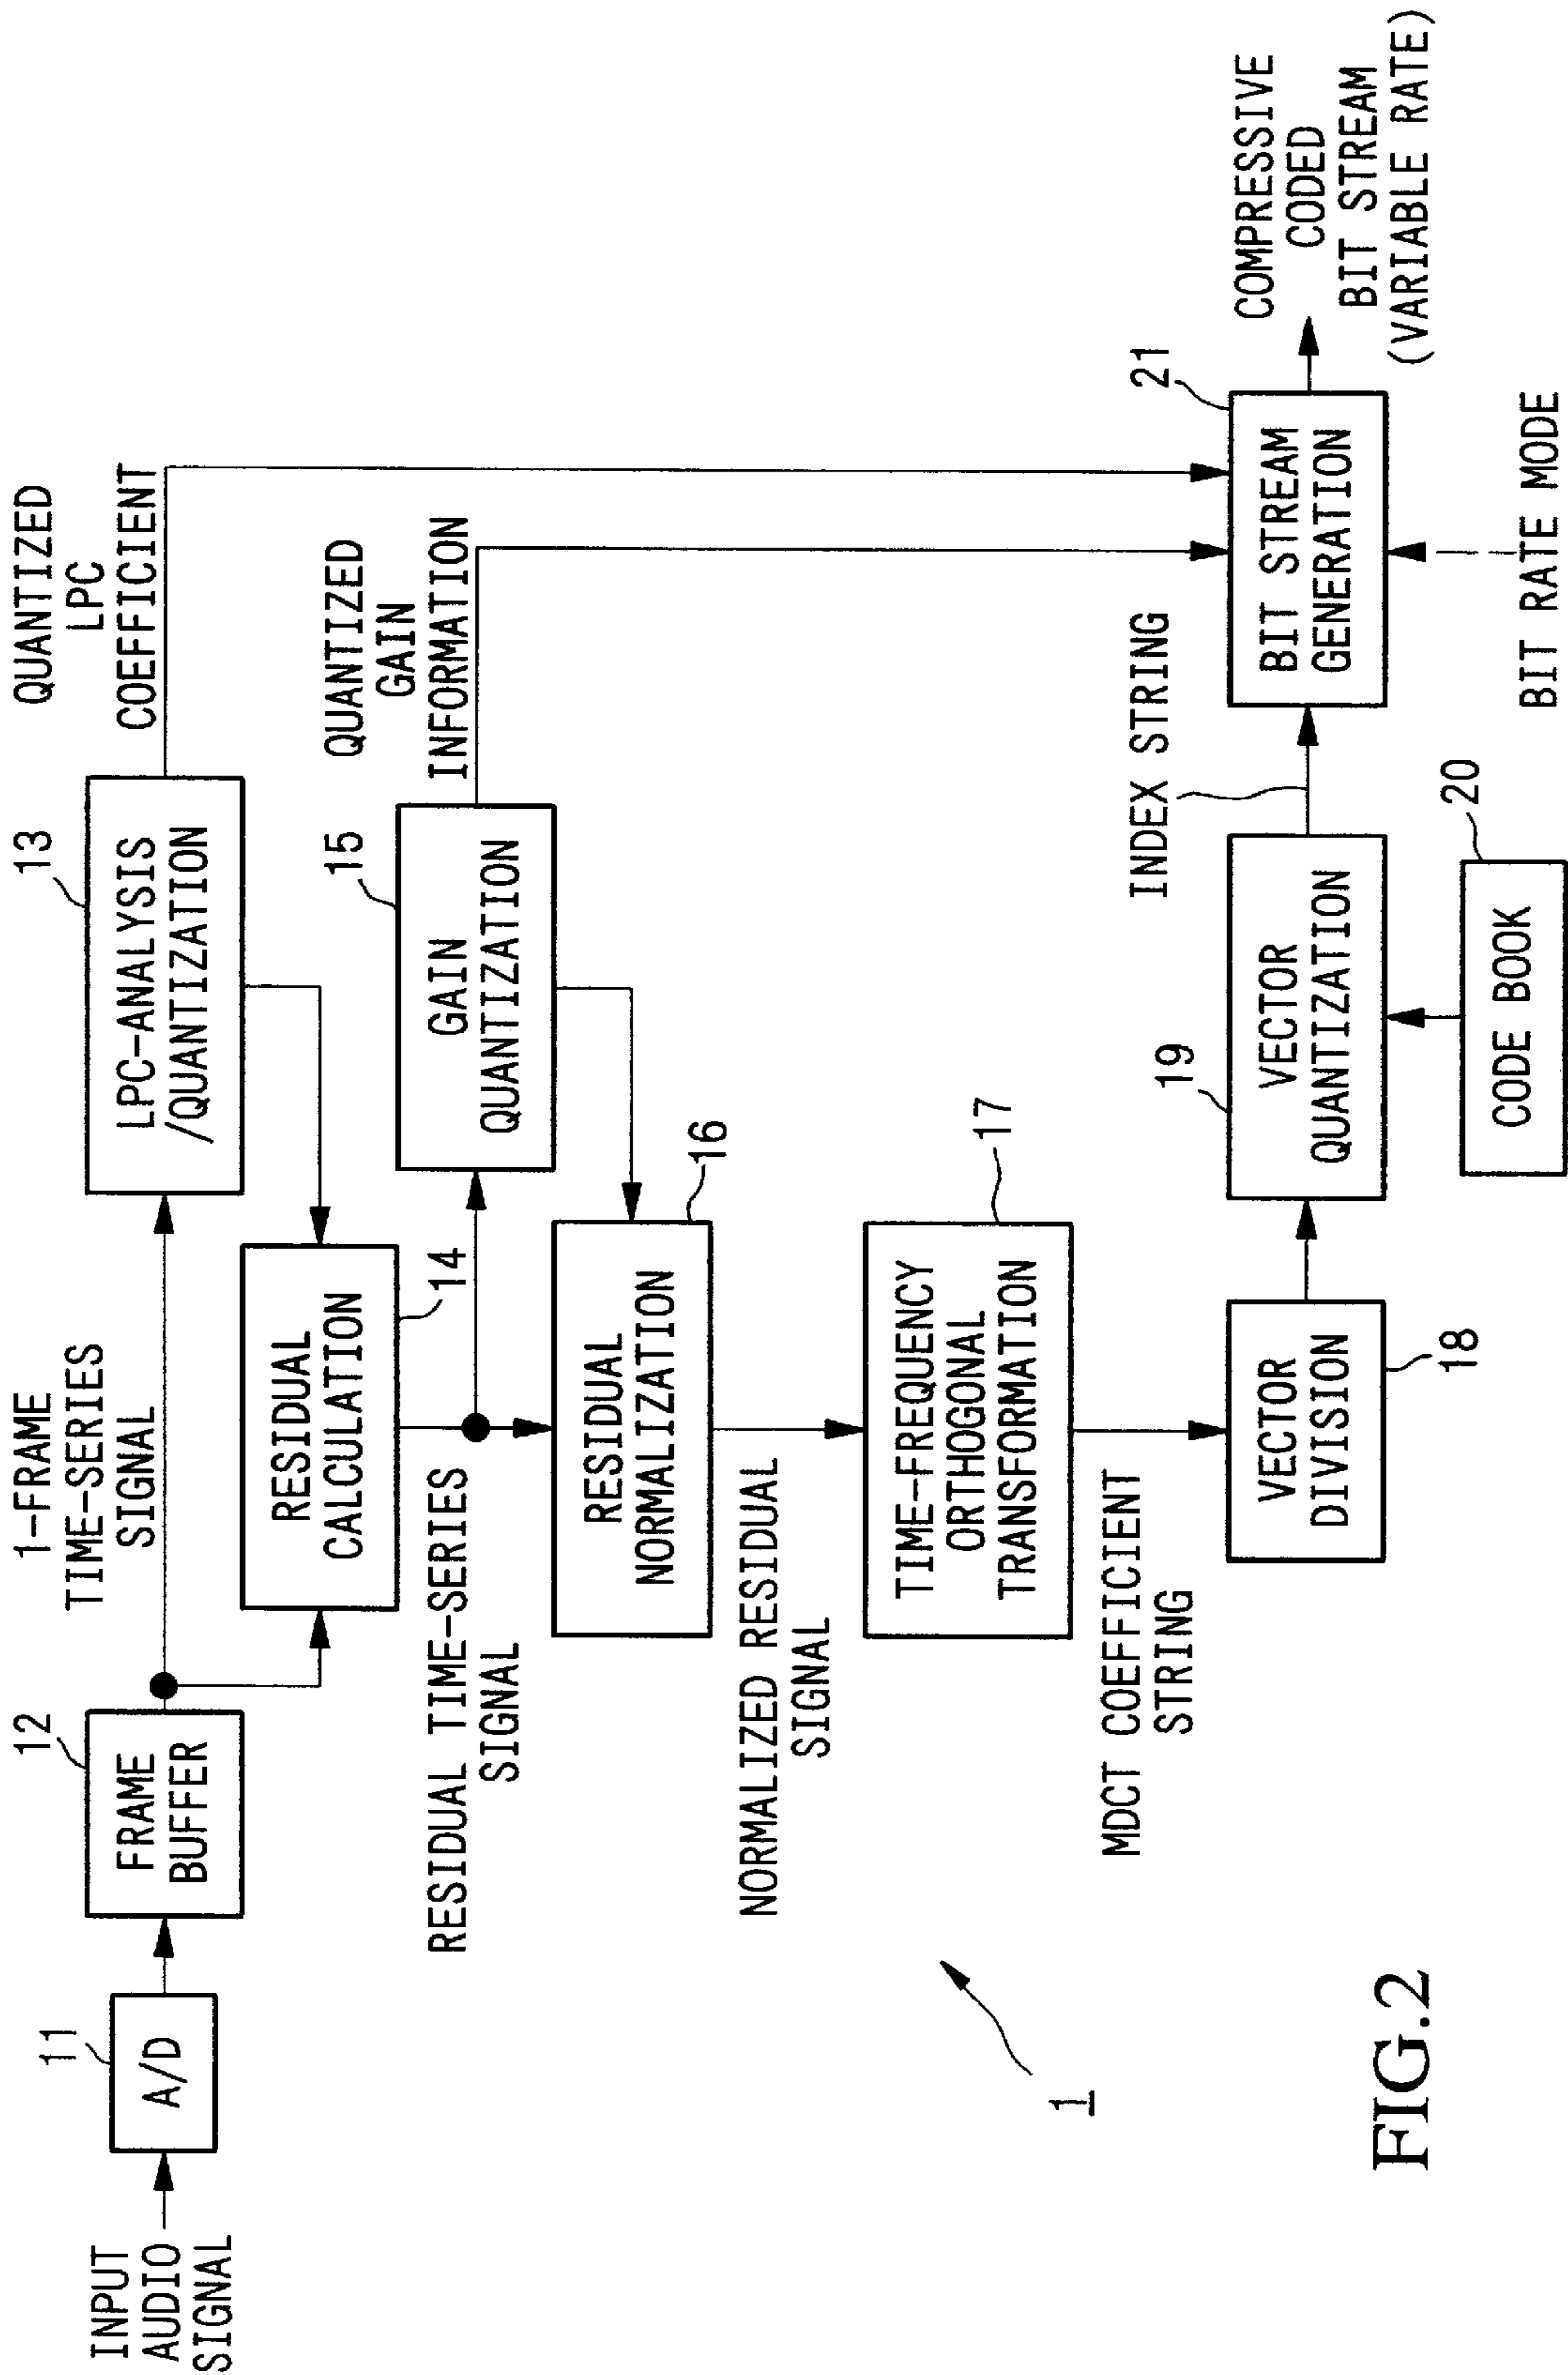 INPUT
AUDIO
SIGNAL
11
A/D
12
FRAME
BUFFER
1-FRAME
TIME-SERIES
SIGNAL
13
LPC-ANALYSIS
/QUANTIZATION
QUANTIZED
LPC
COEFFICIENT
RESIDUAL
CALCULATION
14
RESIDUAL TIME-SERIES
SIGNAL
15
GAIN
QUANTIZATION
QUANTIZED
GAIN
INFORMATION
RESIDUAL
NORMALIZATION
16
NORMALIZED RESIDUAL
SIGNAL
TIME-FREQUENCY
ORTHOGONAL
TRANSFORMATION
17
MDCT COEFFICIENT
STRING
VECTOR
DIVISION
18
19
VECTOR
QUANTIZATION
CODE BOOK
20
INDEX STRING
21
BIT STREAM
GENERATION
BIT RATE MODE
COMPRESSIVE
CODED
BIT STREAM
(VARIABLE RATE)
1
FIG.2